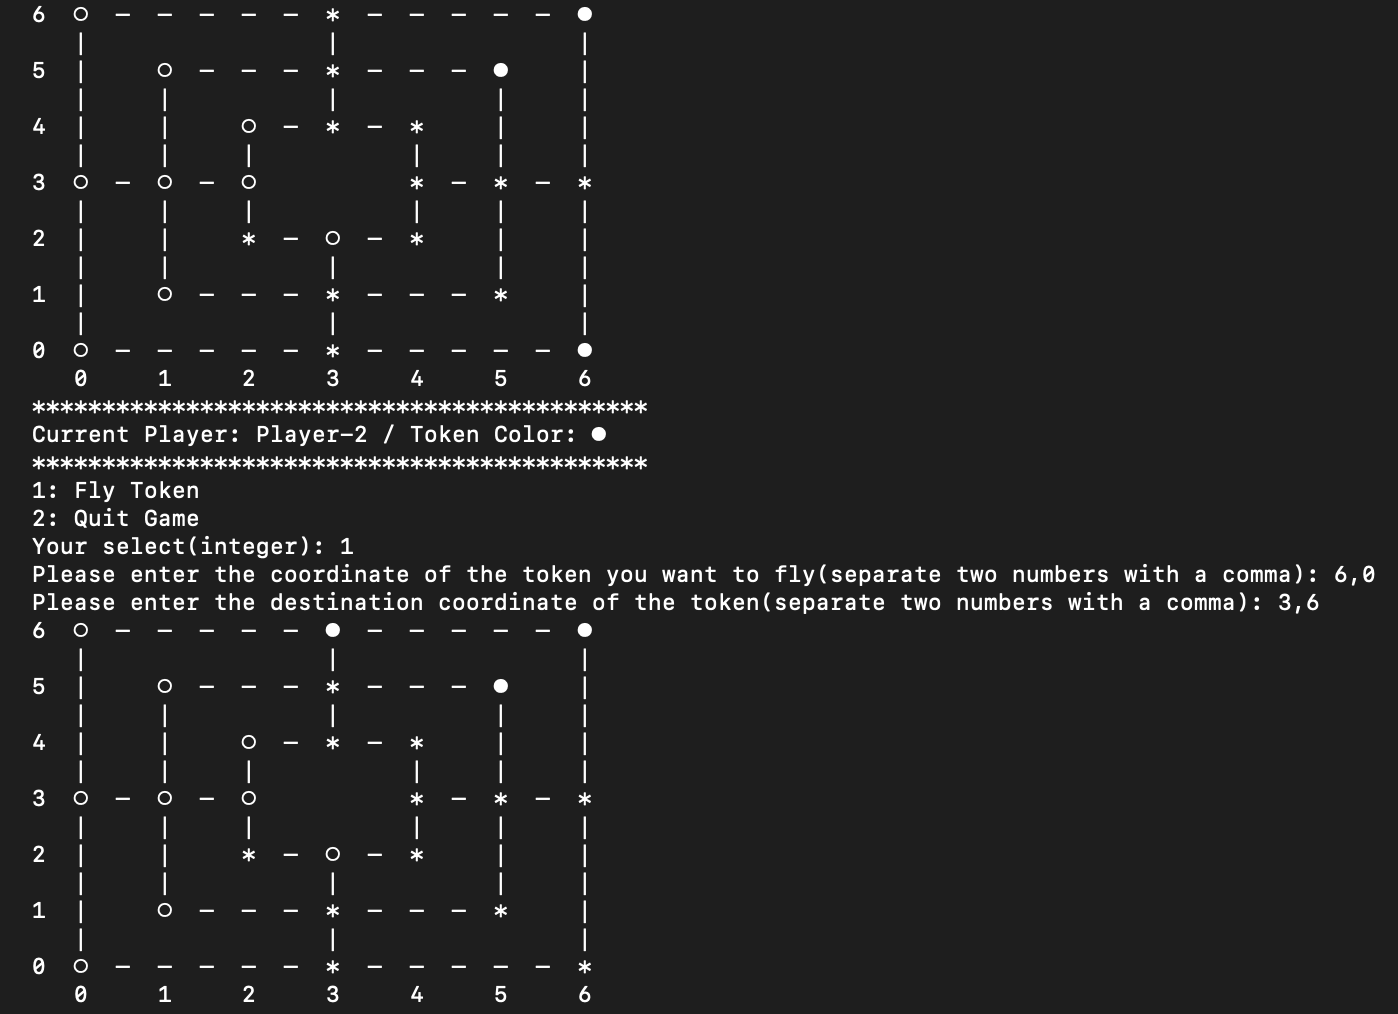 6 ○ – – – – – * – – – – – ●
| | |
5 | ○ – – – * – – – ● |
| | | | |
4 | | ○ – * – * | |
| | | | | |
3 ○ – ○ – ○ * – * – *
| | | | | |
2 | | * – ○ – * | |
| | | | |
1 | ○ – – – * – – – * |
| | |
0 ○ – – – – – * – – – – – ●
0 1 2 3 4 5 6
********************************************
Current Player: Player–2 / Token Color: ●
********************************************
1: Fly Token
2: Quit Game
Your select(integer): 1
Please enter the coordinate of the token you want to fly(separate two numbers with a comma): 6,0
Please enter the destination coordinate of the token(separate two numbers with a comma): 3,6
6 ○ – – – – – ● – – – – – ●
| | |
5 | ○ – – – * – – – ● |
| | | | |
4 | | ○ – * – * | |
| | | | | |
3 ○ – ○ – ○ * – * – *
| | | | | |
2 | | * – ○ – * | |
| | | | |
1 | ○ – – – * – – – * |
| | |
0 ○ – – – – – * – – – – – *
0 1 2 3 4 5 6